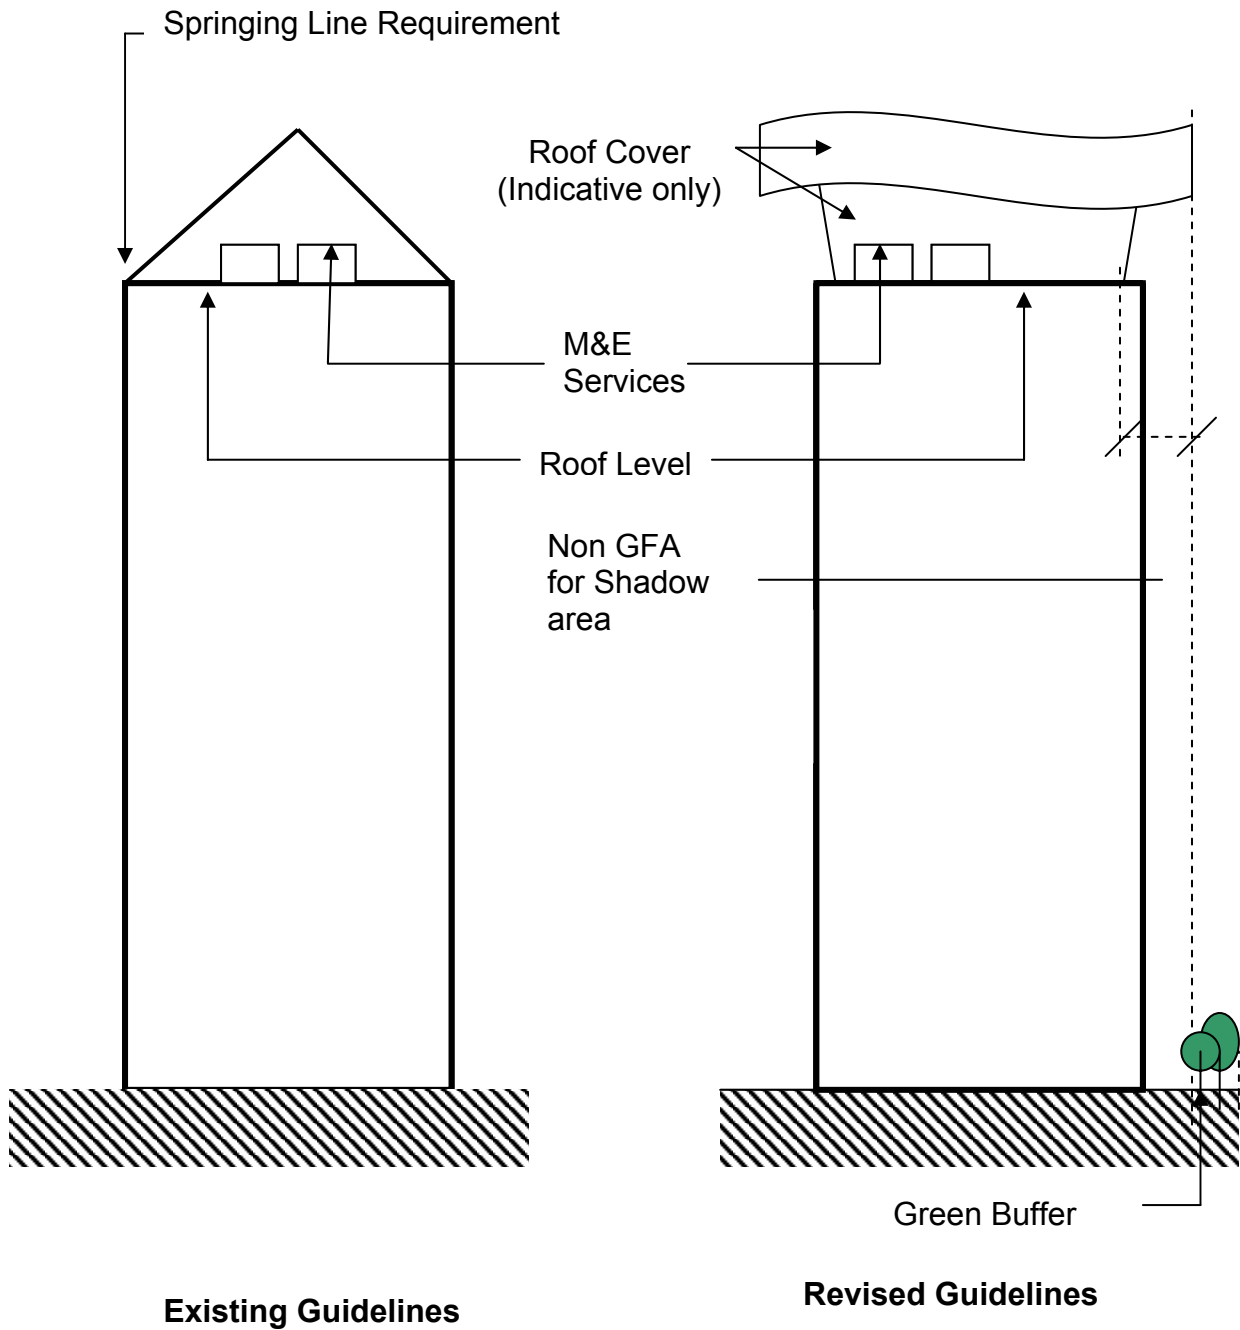 Springing Line Requirement
Roof Cover
(Indicative only)
M&E
Services
Roof Level
Non GFA
for Shadow
area
Green Buffer
Existing Guidelines
Revised Guidelines